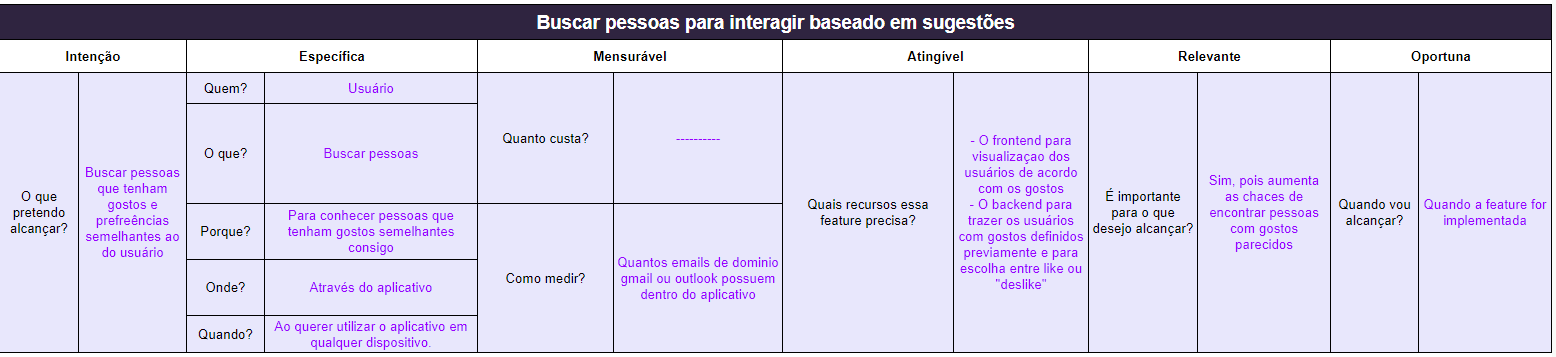 Buscar pessoas para interagir baseado em sugestões
Intenção
Específica
Mensurável
Atingível
Relevante
Oportuna
O que
pretendo
alcançar?
Buscar pessoas
que tenham
gostos e
prefreências
semelhantes ao
do usuário
Quem?
Usuário
O que?
Buscar pessoas
Porque?
Para conhecer pessoas que
tenham gostos semelhantes
consigo
Onde?
Através do aplicativo
Quando?
Ao querer utilizar o aplicativo em
qualquer dispositivo.
Quanto custa?
----------
Como medir?
Quantos emails de dominio
gmail ou outlook possuem
dentro do aplicativo
Quais recursos essa
feature precisa?
- O frontend para
visualizaçao dos
usuários de acordo
com os gostos
- O backend para
trazer os usuários
com gostos definidos
previamente e para
escolha entre like ou
"deslike"
É importante
para o que
desejo alcançar?
Sim, pois aumenta
as chaces de
encontrar pessoas
com gostos
parecidos
Quando vou
alcançar?
Quando a feature for
implementada